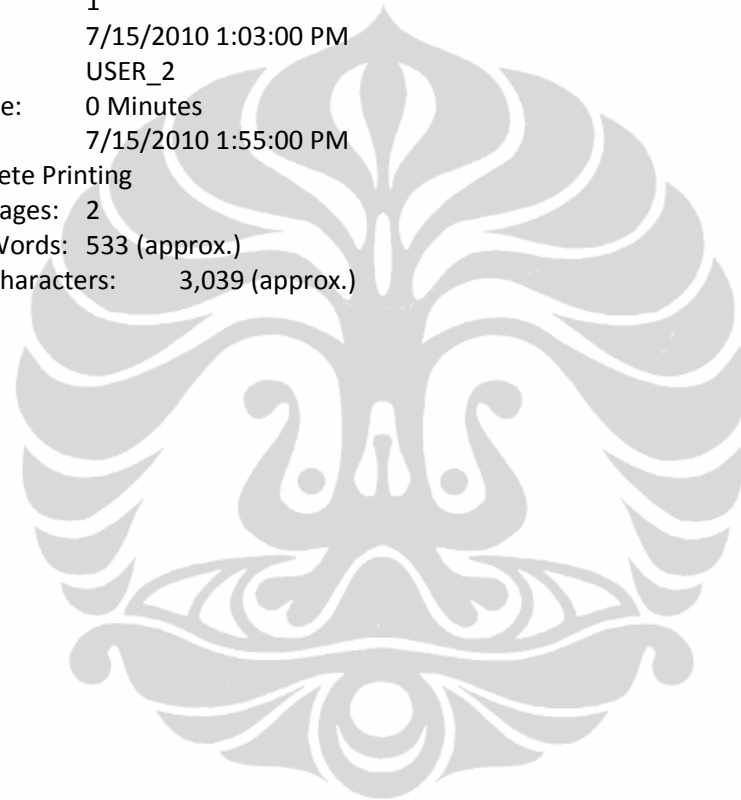 1
7/15/2010 1:03:00 PM
USER_2
e: 0 Minutes
7/15/2010 1:55:00 PM
ete Printing
ages: 2
Words: 533 (approx.)
haracters: 3,039 (approx.)